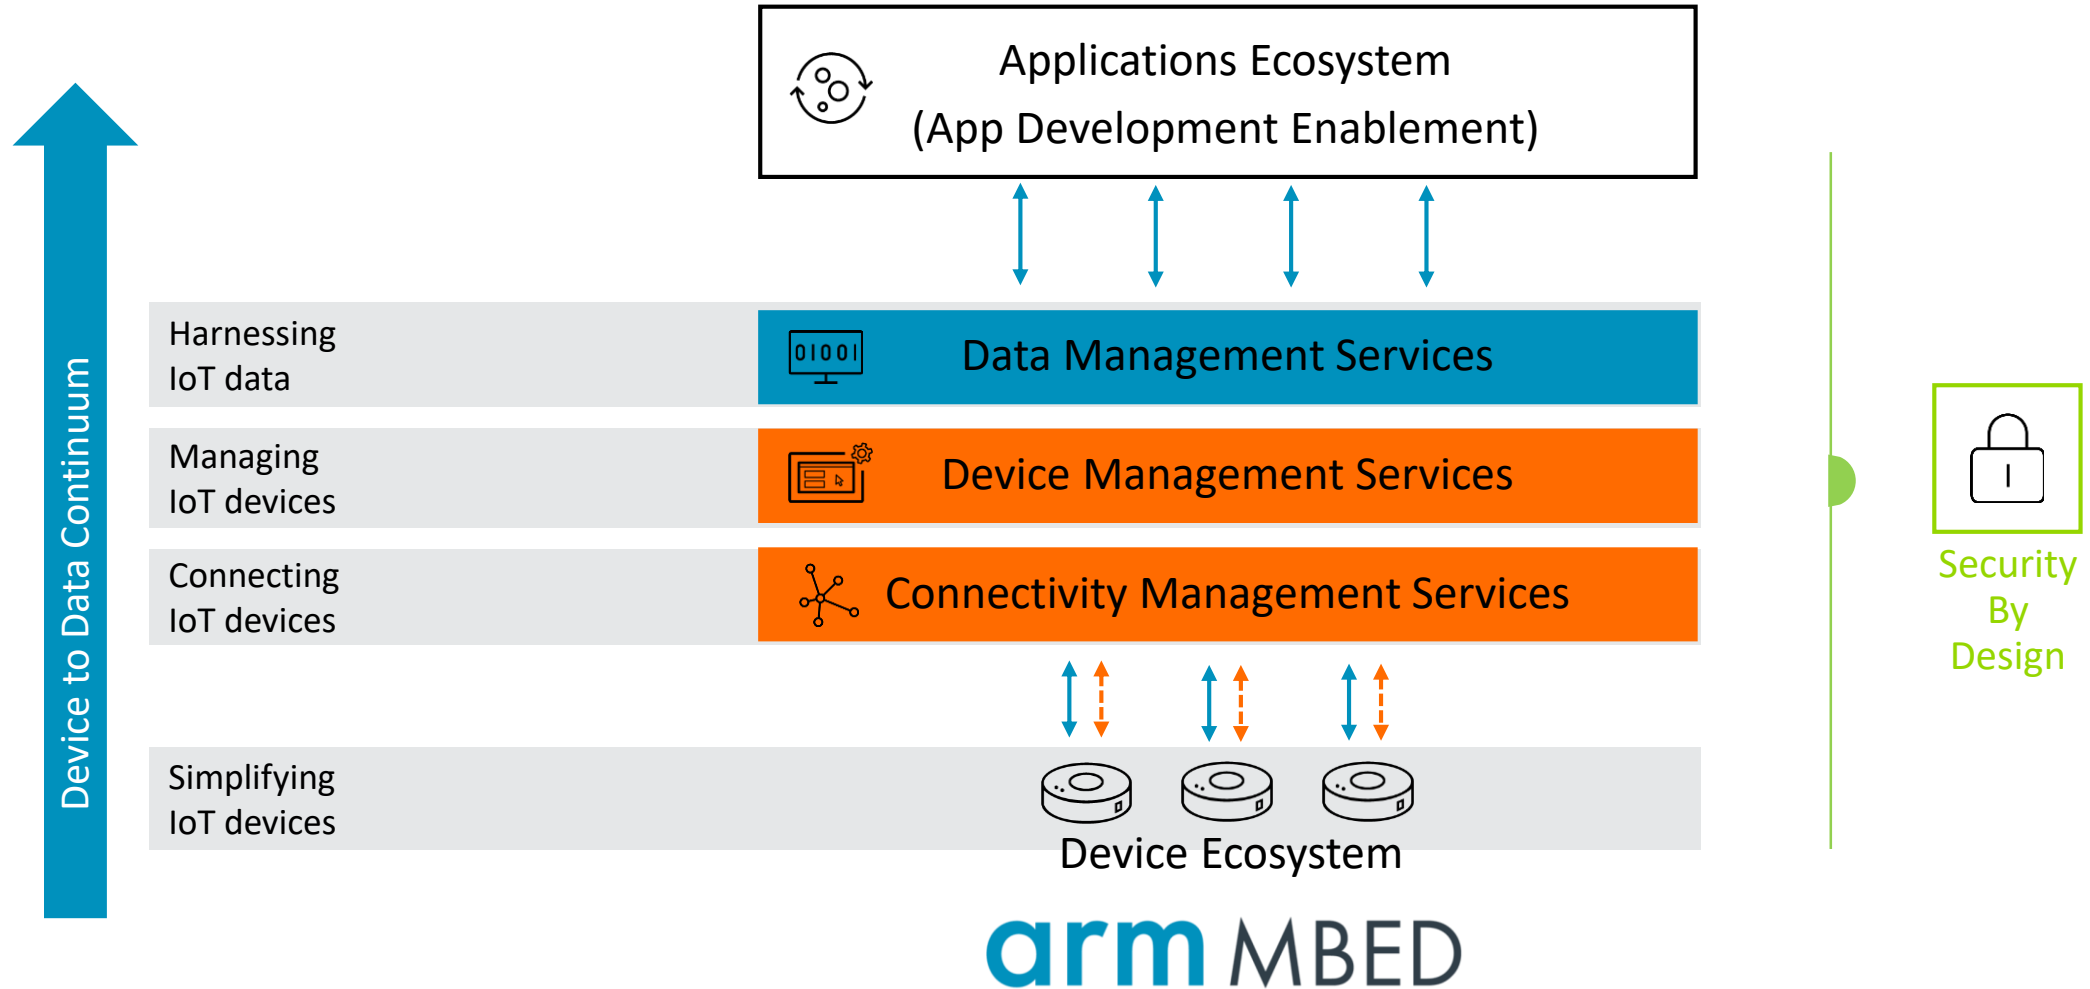 Applications Ecosystem
(App Development Enablement)
Device to Data Continuum
Harnessing
IoT data
01001
Data Management Services
Managing
IoT devices
Device Management Services
Connecting
IoT devices
Connectivity Management Services
Simplifying
IoT devices
Device Ecosystem
Security
By
Design
arm MBED